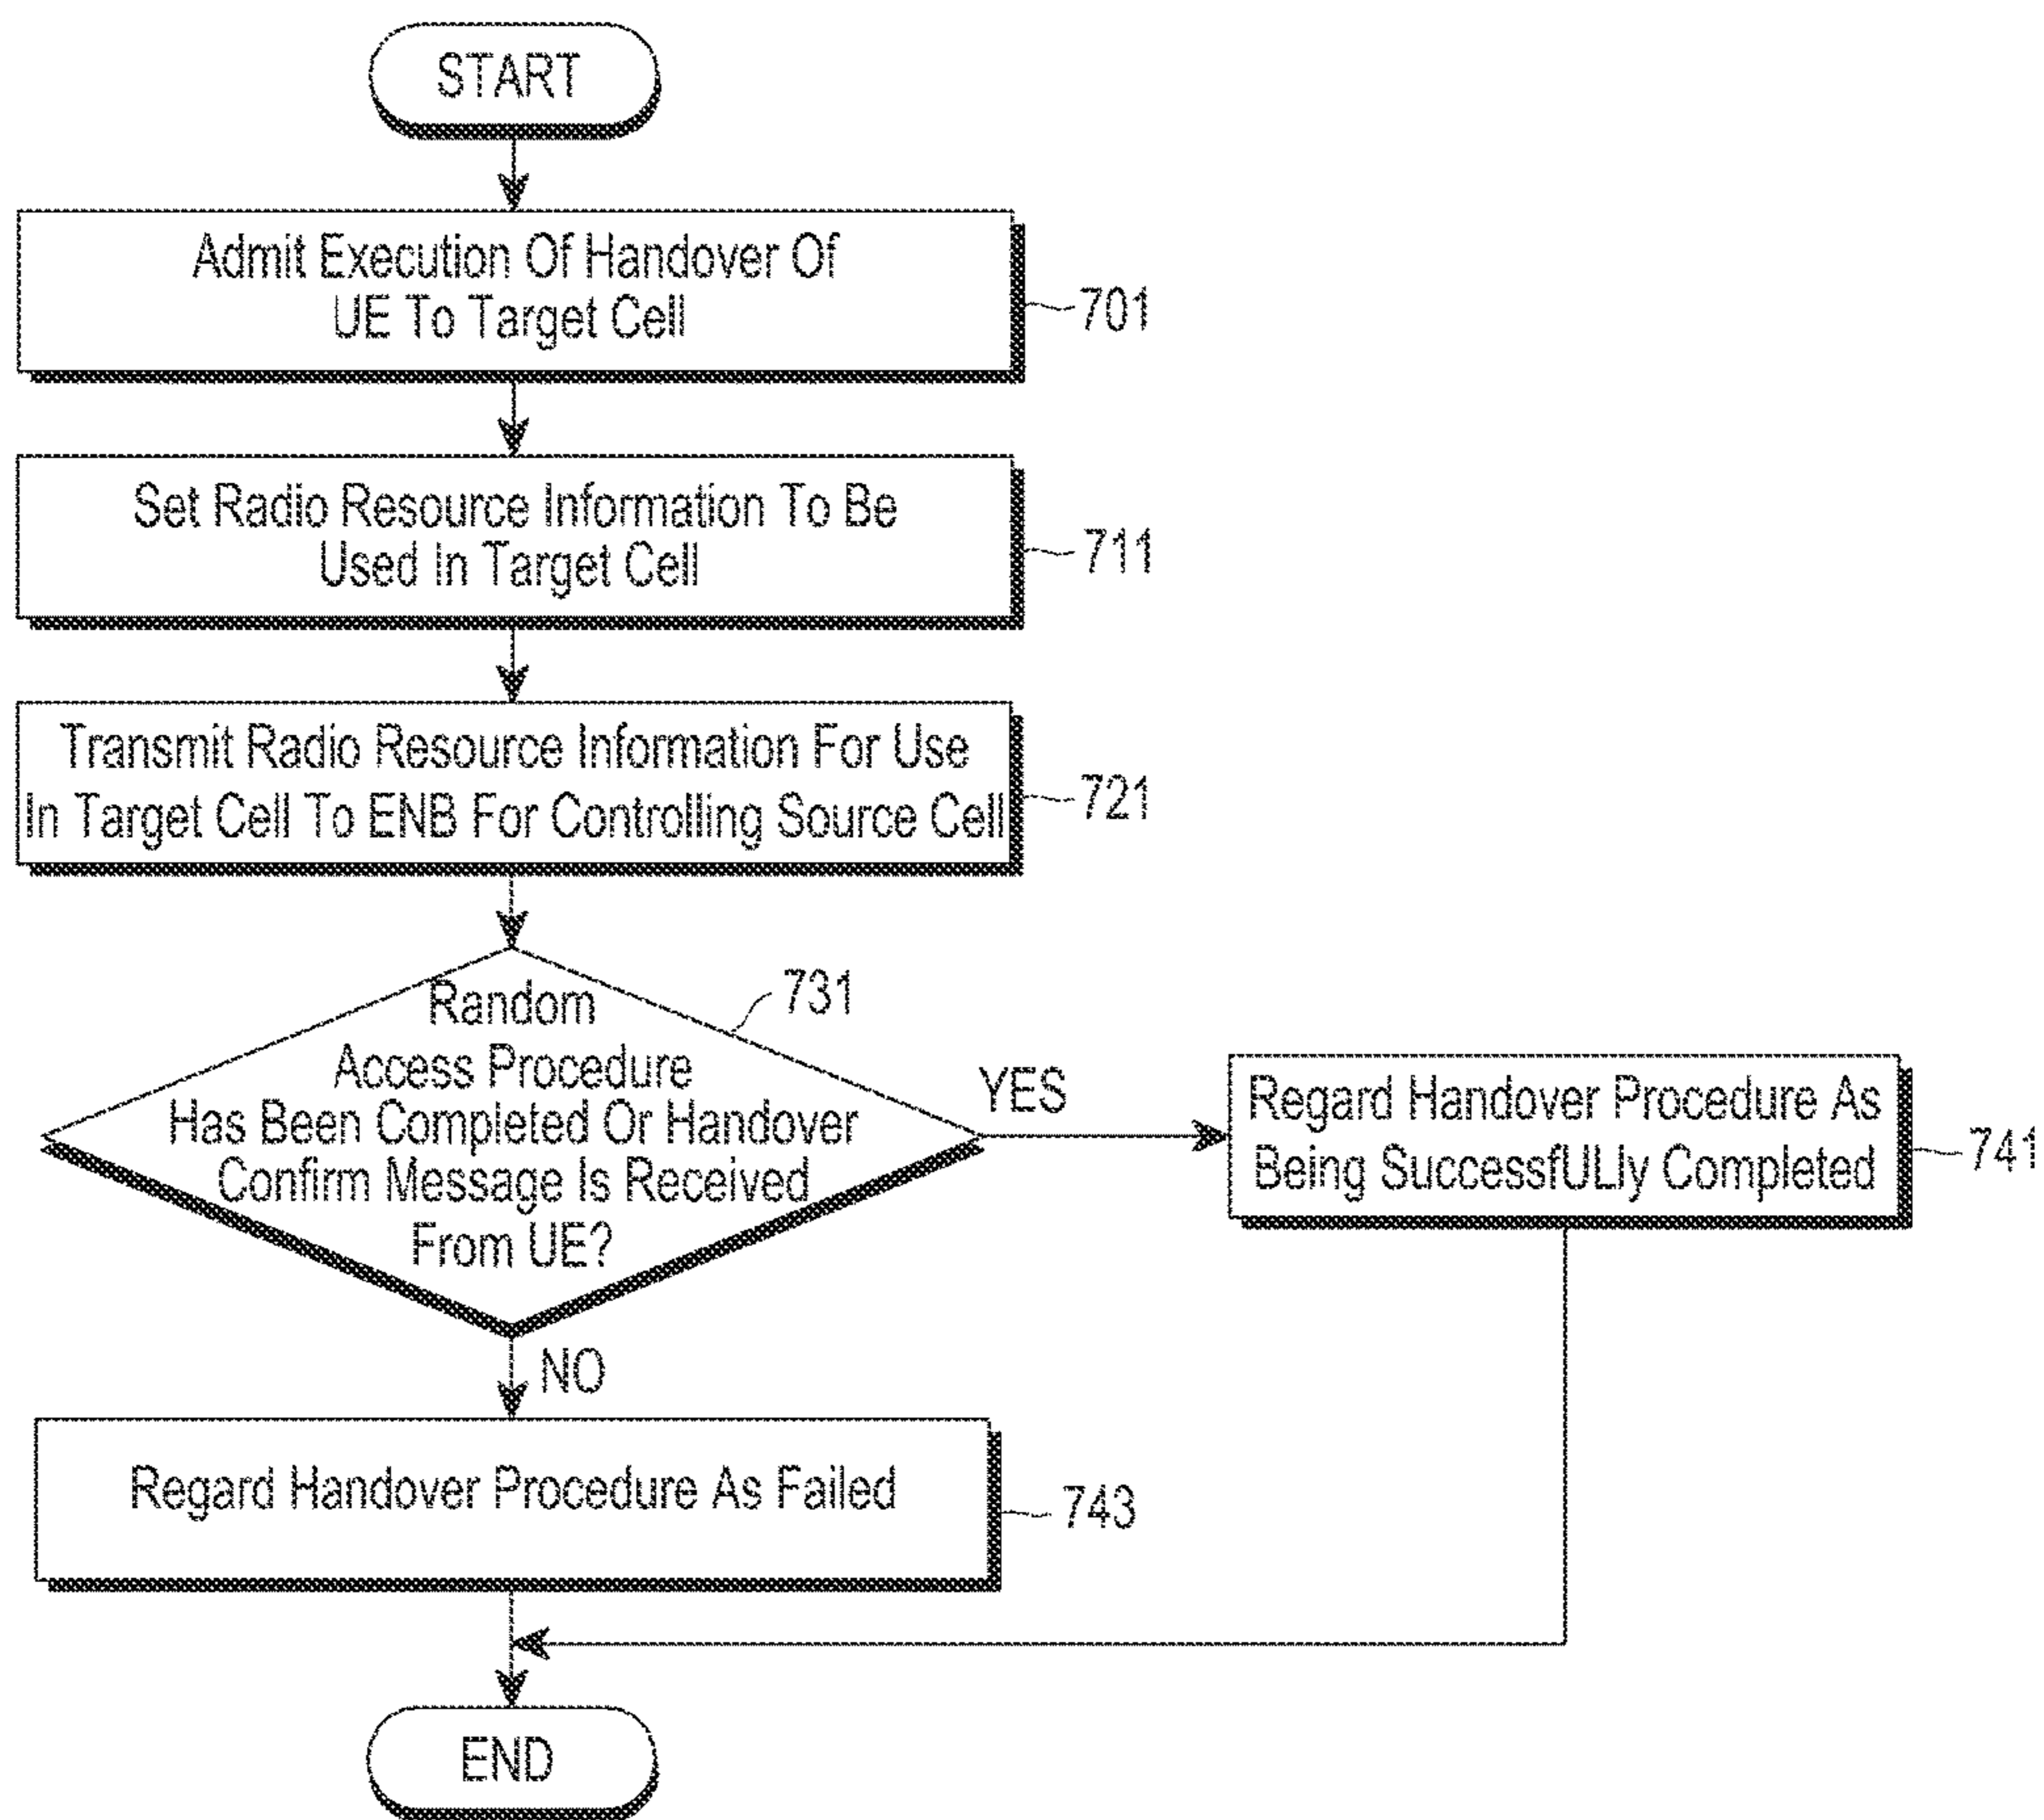 START
Admit Execution Of Handover Of
UE To Target Cell
701
Set Radio Resource Information To Be
Used In Target Cell
711
Transmit Radio Resource Information For Use
In Target Cell To ENB For Controlling Source Cell
721
Random
Access Procedure
Has Been Completed Or Handover
Confirm Message Is Received
From UE?
731
YES
Regard Handover Procedure As
Being SuccessfULly Completed
741
NO
Regard Handover Procedure As Failed
743
END